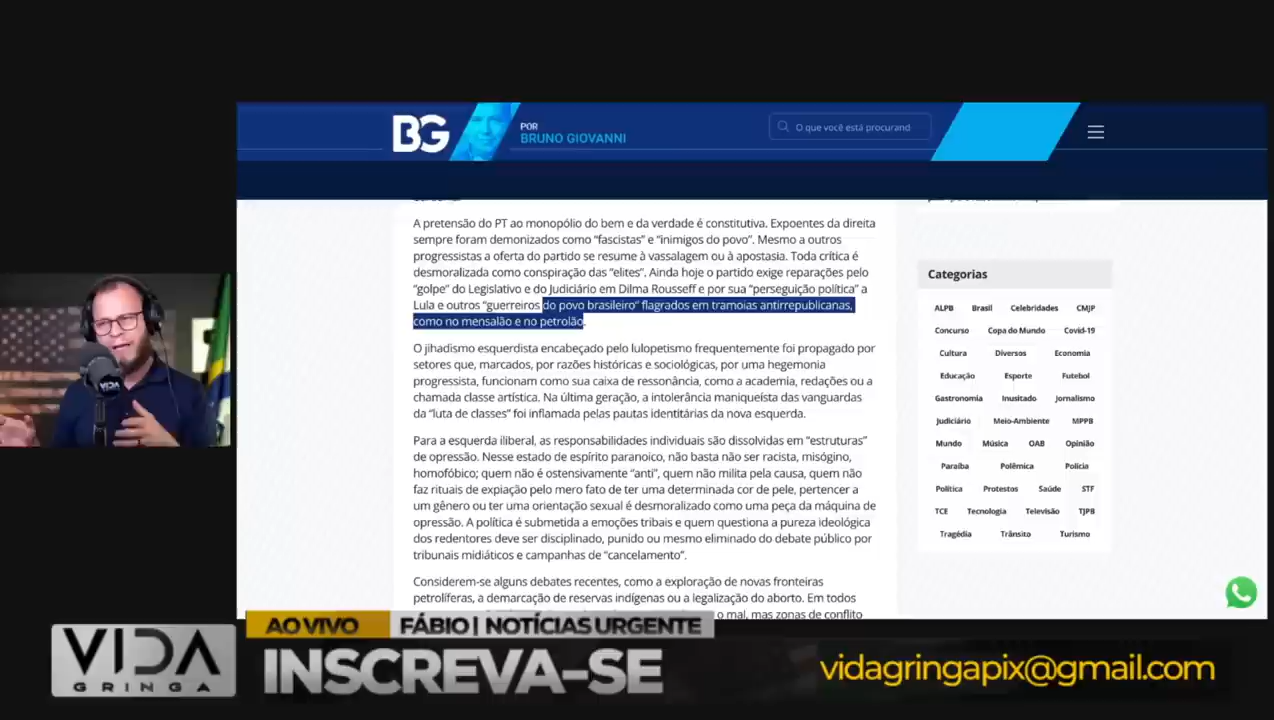 BG
POR
BRUNO GIOVANNI
O que você está procurand
A pretensão do PT ao monopólio do bem e da verdade é constitutiva. Expoentes da direita
sempre foram demonizados como “fascistas” e “inimigos do povo”. Mesmo a outros
progressistas a oferta do partido se resume à vassalagem ou à apostasia. Toda crítica é
desmoralizada como conspiração das “elites”. Ainda hoje o partido exige reparações pelo
“golpe” do Legislativo e do Judiciário em Dilma Rousseff e por sua “perseguição política” a
Lula e outros “guerreiros do povo brasileiro” flagrados em tramoias antirrepublicanas,
como no mensalão e no petrolão.
O jihadismo esquerdista encabeçado pelo lulopetismo frequentemente foi propagado por
setores que, marcados, por razões históricas e sociológicas, por uma hegemonia
progressista, funcionam como sua caixa de ressonância, como a academia, redações ou a
chamada classe artística. Na última geração, a intolerância maniqueísta das vanguardas
da “luta de classes” foi inflamada pelas pautas identitárias da nova esquerda.
Para a esquerda iliberal, as responsabilidades individuais são dissolvidas em “estruturas”
de opressão. Nesse estado de espírito paranoico, não basta não ser racista, misógino,
homofóbico; quem não é ostensivamente “anti”, quem não milita pela causa, quem não
faz rituais de expiação pelo mero fato de ter uma determinada cor de pele, pertencer a
um gênero ou ter uma orientação sexual é desmoralizado como uma peça da máquina de
opressão. A política é submetida a emoções tribais e quem questiona a pureza ideológica
dos redentores deve ser disciplinado, punido ou mesmo eliminado do debate público por
tribunais midiáticos e campanhas de “cancelamento”.
Considerem-se alguns debates recentes, como a exploração de novas fronteiras
petrolíferas, a demarcação de reservas indígenas ou a legalização do aborto. Em todos
o mal, mas zonas de conflito
Categorias
ALPB Brasil Celebridades CMJP
Concurso Copa do Mundo Covid-19
Cultura Diversos Economia
Educação Esporte Futebol
Gastronomia Inusitado Jornalismo
Judiciário Meio-Ambiente MPPB
Mundo Música OAB Opinião
Paraíba Polêmica Polícia
Política Protestos Saúde STF
TCE Tecnologia Televisão TJPB
Tragédia Trânsito Turismo
VIDA
AO VIVO FÁBIO | NOTÍCIAS URGENTE
VIDA
GRINGA
INSCREVA-SE
vidagringapix@gmail.com